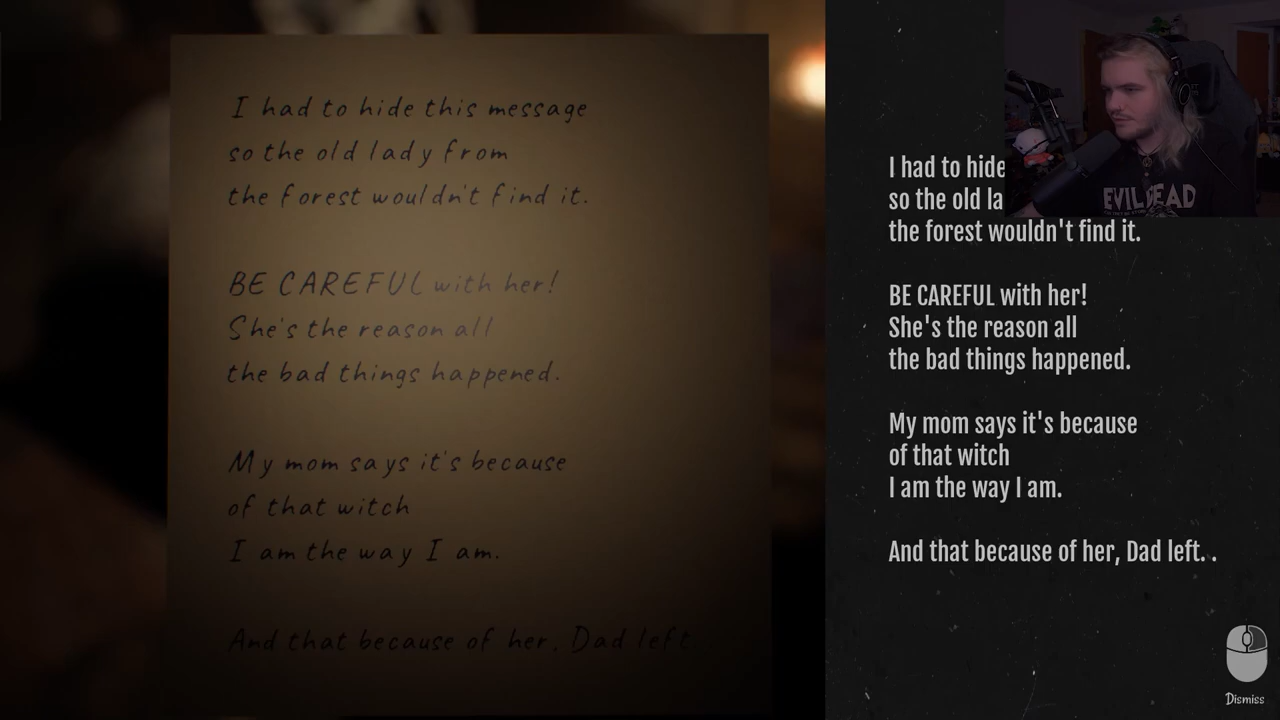 I had to hide this message
so the old lady from
the forest wouldn't find it.
BE CAREFUL with her!
She's the reason all
the bad things happened.
My mom says it's because
of that witch
I am the way I am.
And that because of her, Dad left. .
I had to hide
so the old la
the forest wouldn't find it.
BE CAREFUL with her!
She's the reason all
the bad things happened.
My mom says it's because
of that witch
I am the way I am.
And that because of her, Dad left. .
EVIL DEAD
Dismiss